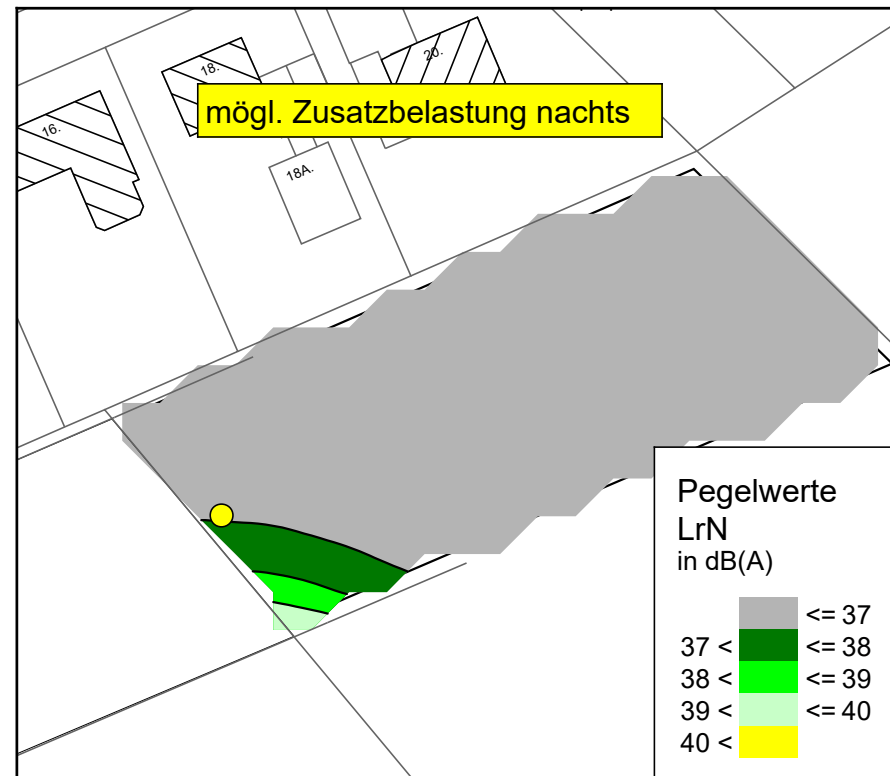 18.
20.
mögl. Zusatzbelastung nachts
16.
18A.
Pegelwerte
LrN
in dB(A)
<= 37
37 < <= 38
38 < <= 39
39 < <= 40
40 <